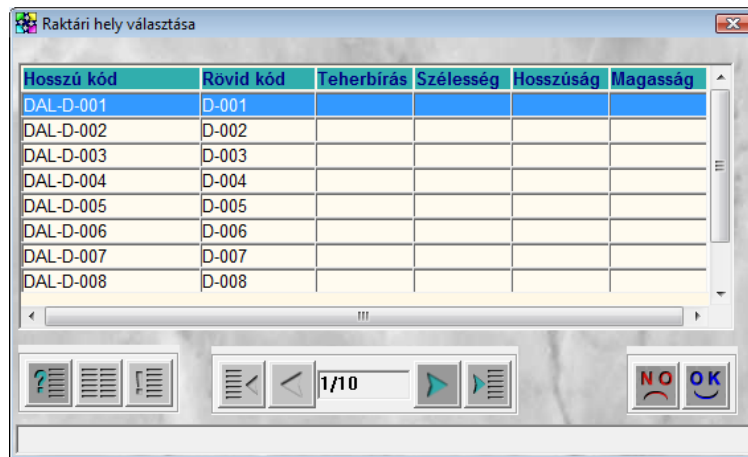 Raktári hely választása
Hosszú kód Rövid kód Teherbírás Szélesség Hosszúság Magasság
DAL-D-001 D-001
DAL-D-002 D-002
DAL-D-003 D-003
DAL-D-004 D-004
DAL-D-005 D-005
DAL-D-006 D-006
DAL-D-007 D-007
DAL-D-008 D-008
1/10 NO OK